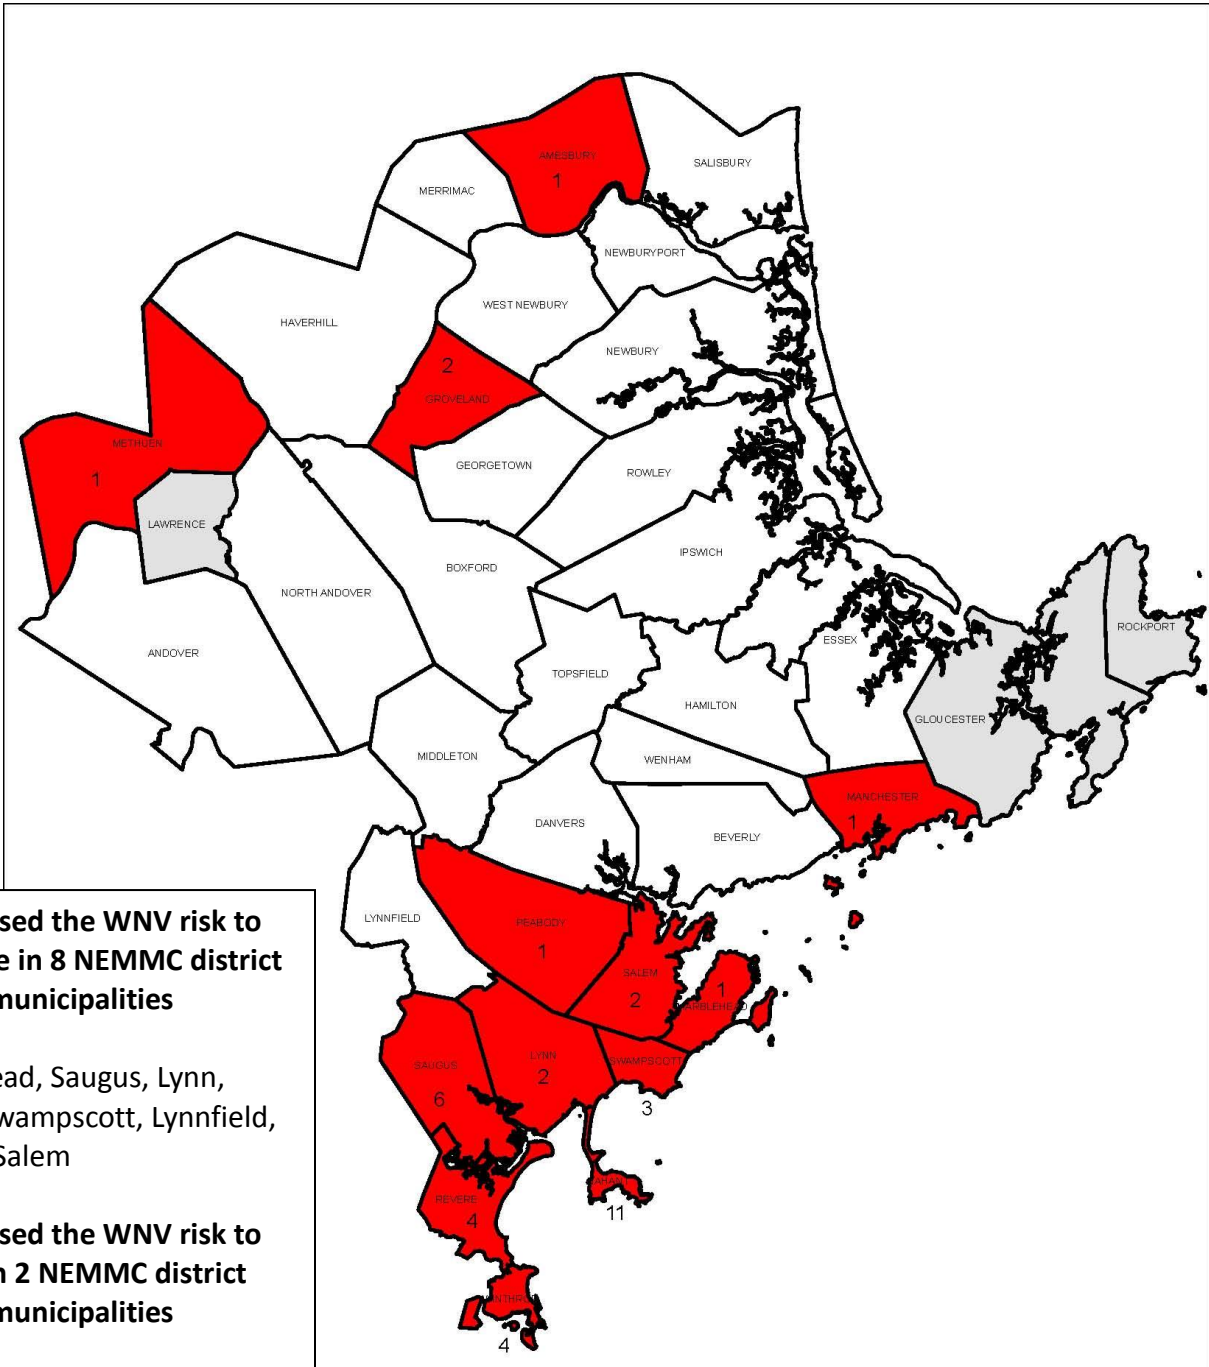 AMESBURY
1
SALISBURY
MERRIMAC
NEWBURYPORT
WEST NEWBURY
HAVERHILL
NEWBURY
2
GROVELAND
METHUEN
1
GEORGETOWN
ROWLEY
LAWRENCE
IPSWICH
BOXFORD
NORTH ANDOVER
ROCKPORT
ESSEX
ANDOVER
TOPSFIELD
HAMILTON
GLOUCESTER
MIDDLETON
WENHAM
MANCHESTER
1
DANVERS
BEVERLY
LYNNFIELD
PEABODY
1
SALEM
2
1
ARBLEHEAD
LYNN
2
SWAMPSCOTT
3
SAUGUS
6
AHANT
11
REVERE
4
INTHRO
4
sed the WNV risk to
e in 8 NEMMC district
municipalities
ead, Saugus, Lynn,
wampscott, Lynnfield,
Salem
sed the WNV risk to
n 2 NEMMC district
municipalities